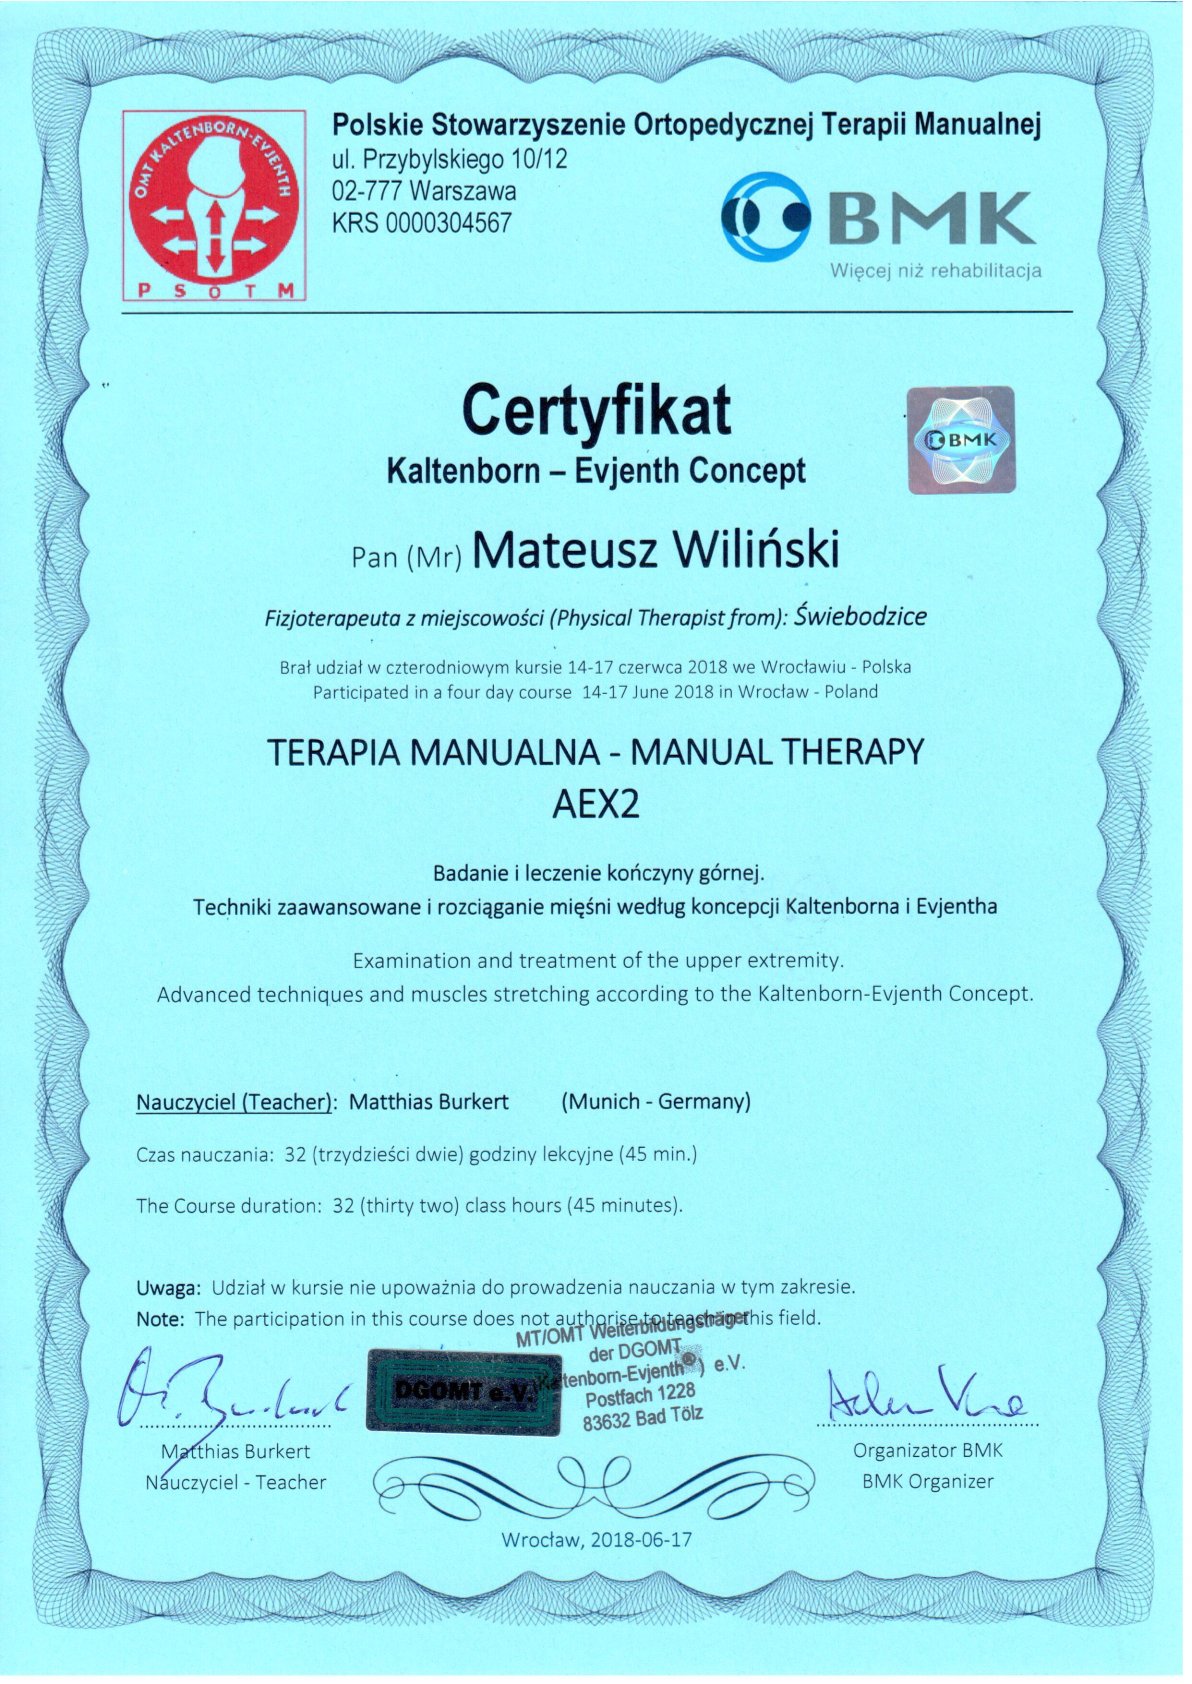 OMT KALTENBORN-EVJENTH
P S O T M
Polskie Stowarzyszenie Ortopedycznej Terapii Manualnej
ul. Przybylskiego 10/12
02-777 Warszawa
KRS 0000304567
BMK
Więcej niż rehabilitacja
Certyfikat
BMK
Kaltenborn – Evjenth Concept
Pan (Mr) Mateusz Wiliński
Fizjoterapeuta z miejscowości (Physical Therapist from): Świebodzice
Brał udział w czterodniowym kursie 14-17 czerwca 2018 we Wrocławiu - Polska
Participated in a four day course 14-17 June 2018 in Wrocław - Poland
TERAPIA MANUALNA - MANUAL THERAPY
AEX2
Badanie i leczenie kończyny górnej.
Techniki zaawansowane i rozciąganie mięśni według koncepcji Kaltenborna i Evjentha
Examination and treatment of the upper extremity.
Advanced techniques and muscles stretching according to the Kaltenborn-Evjenth Concept.
Nauczyciel (Teacher): Matthias Burkert (Munich - Germany)
Czas nauczania: 32 (trzydzieści dwie) godziny lekcyjne (45 min.)
The Course duration: 32 (thirty two) class hours (45 minutes).
Uwaga: Udział w kursie nie upoważnia do prowadzenia nauczania w tym zakresie.
Note: The participation in this course does not authorise to teach in this field.
MT/OMT Weiterbildungsträger
der DGOMT
Kaltenborn-Evjenth®) e.V.
Postfach 1228
83632 Bad Tölz
DGOMT e.V.
Matthias Burkert
Nauczyciel - Teacher
Organizator BMK
BMK Organizer
Wrocław, 2018-06-17